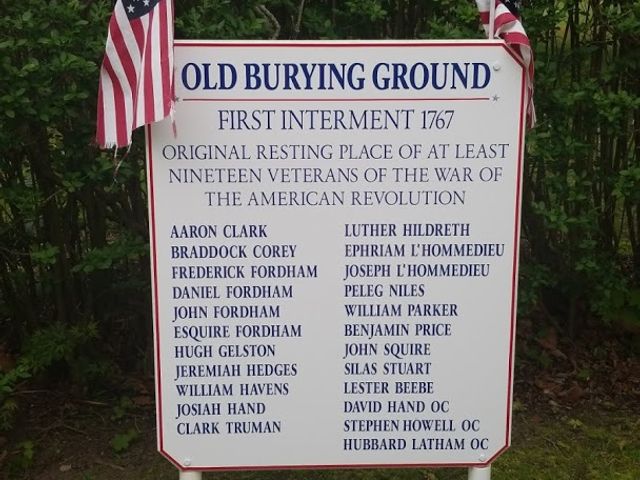 OLD BURYING GROUND
FIRST INTERMENT 1767
ORIGINAL RESTING PLACE OF AT LEAST
NINETEEN VETERANS OF THE WAR OF
THE AMERICAN REVOLUTION
AARON CLARK
BRADDOCK COREY
FREDERICK FORDHAM
DANIEL FORDHAM
JOHN FORDHAM
ESQUIRE FORDHAM
HUGH GELSTON
JEREMIAH HEDGES
WILLIAM HAVENS
JOSIAH HAND
CLARK TRUMAN
LUTHER HILDRETH
EPHRIAM L'HOMMEDIEU
JOSEPH L'HOMMEDIEU
PELEG NILES
WILLIAM PARKER
BENJAMIN PRICE
JOHN SQUIRE
SILAS STUART
LESTER BEEBE
DAVID HAND OC
STEPHEN HOWELL OC
HUBBARD LATHAM OC